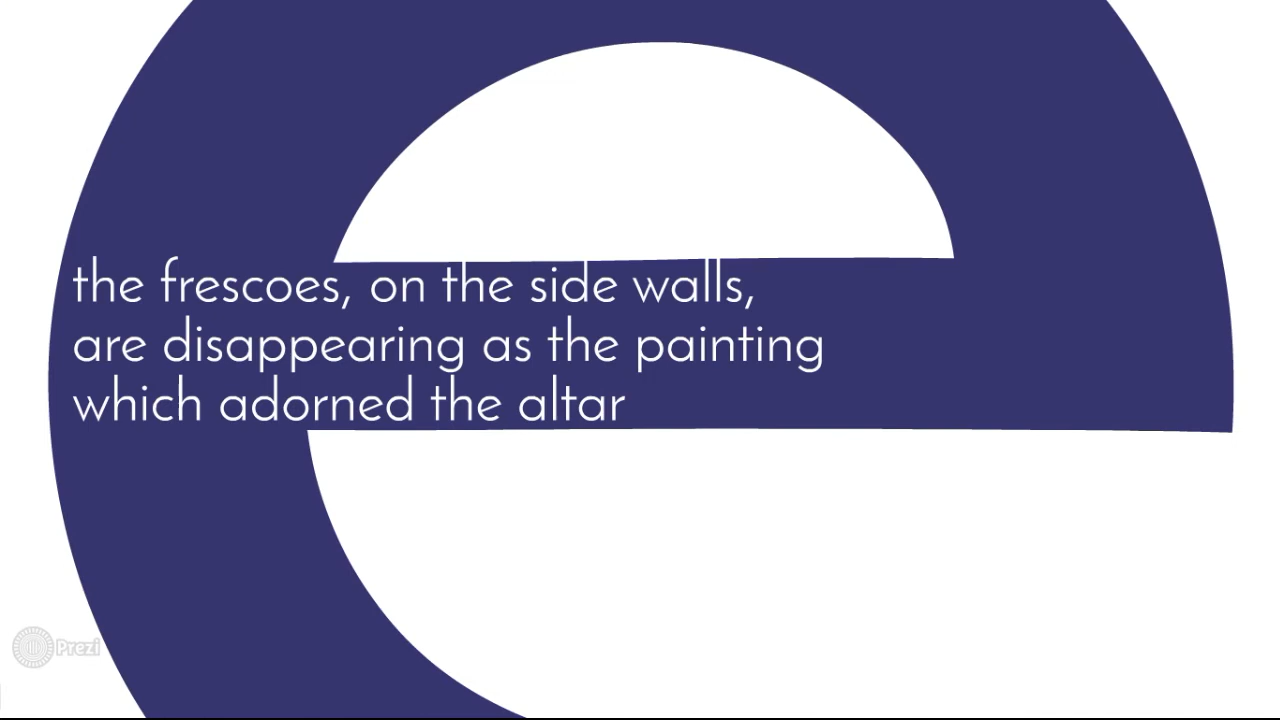 the frescoes, on the side walls,
are disappearing as the painting
which adorned the altar
Prezi